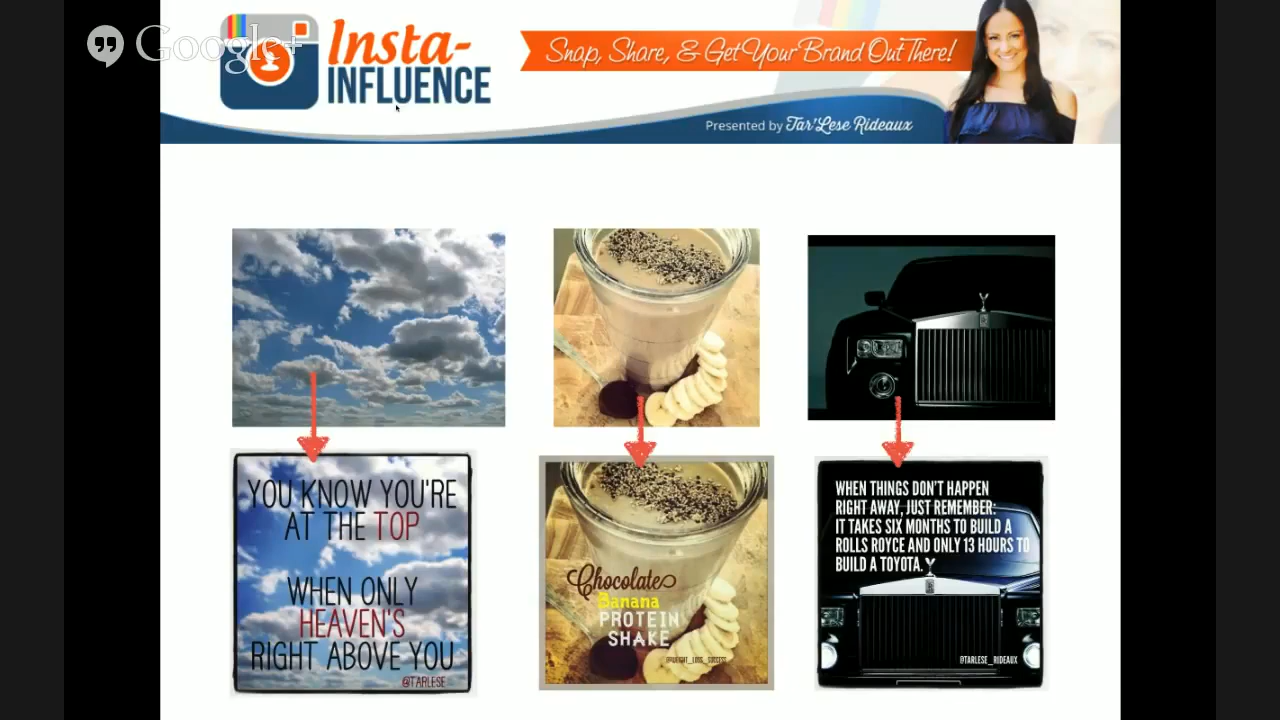 Google+
Insta-
INFLUENCE
Snap, Share, & Get Your Brand Out There!
Presented by Tar'Lese Rideaux
YOU KNOW YOU'RE
AT THE TOP
WHEN ONLY
HEAVEN'S
RIGHT ABOVE YOU
@TARLESE
Chocolate
Banana
PROTEIN
SHAKE
@WEIGHT_LOSS_SUCCESS
WHEN THINGS DON'T HAPPEN
RIGHT AWAY, JUST REMEMBER:
IT TAKES SIX MONTHS TO BUILD A
ROLLS ROYCE AND ONLY 13 HOURS TO
BUILD A TOYOTA.
@TARLESE_RIDEAUX